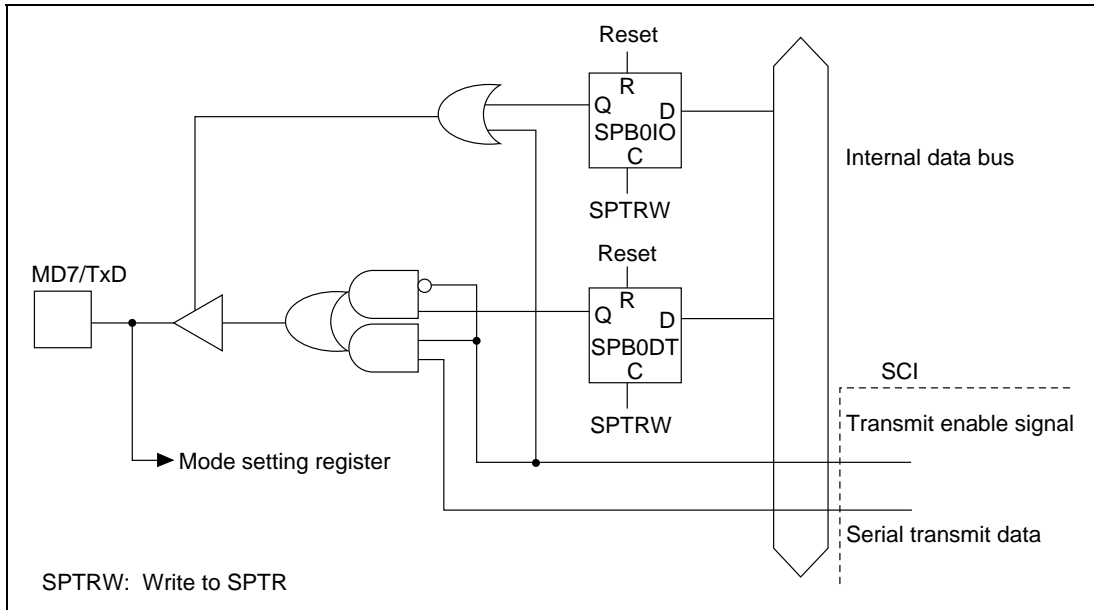 Reset
R
Q
D
SPB0IO
C
Internal data bus
SPTRW
Reset
MD7/TxD
R
Q
D
SPB0DT
C
SCI
SPTRW
Transmit enable signal
Mode setting register
Serial transmit data
SPTRW: Write to SPTR